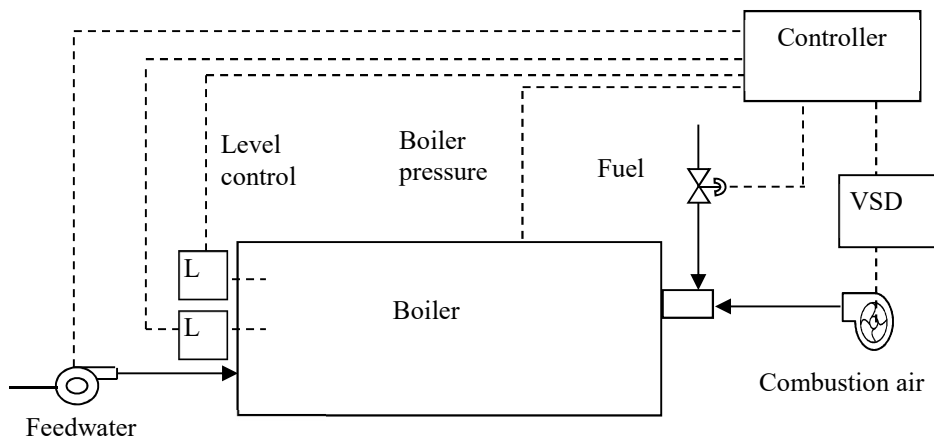 Controller
Level
control
Boiler
pressure
Fuel
VSD
L
L
Boiler
Combustion air
Feedwater